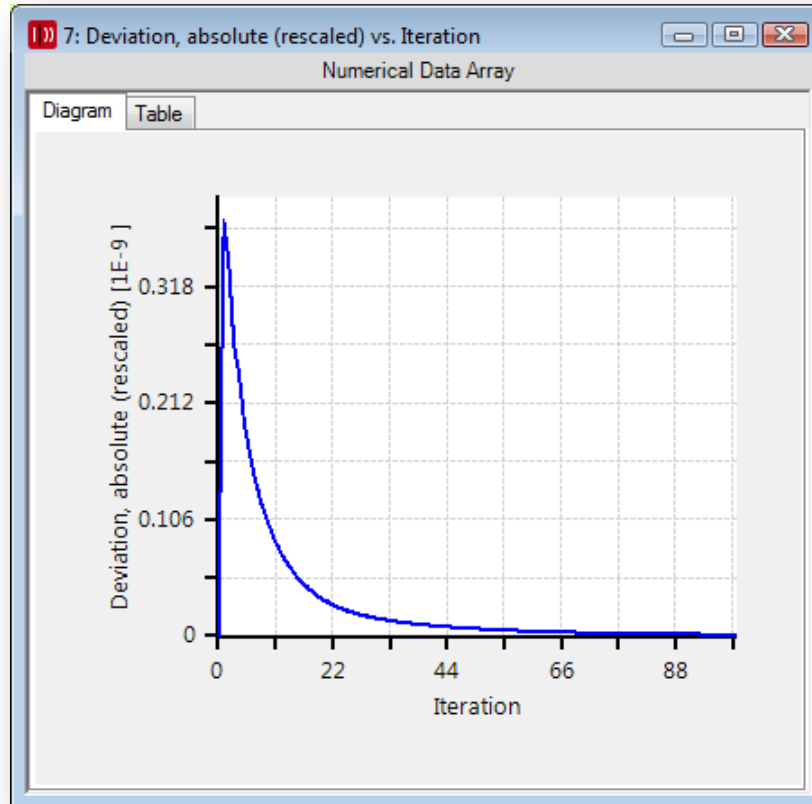 7: Deviation, absolute (rescaled) vs. Iteration
Numerical Data Array
Diagram Table
Deviation, absolute (rescaled) [1E-9 ]
0.318
0.212
0.106
0
0 22 44 66 88
Iteration